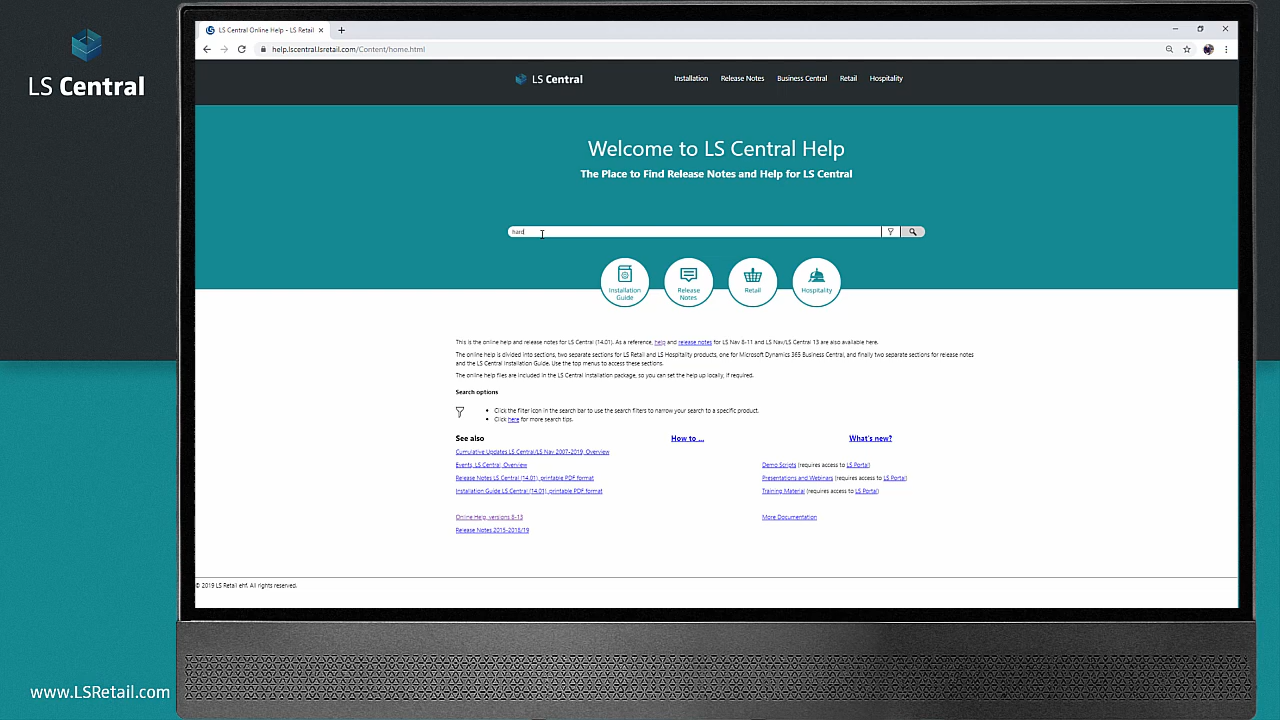 LS Central
LS Central Online Help - LS Retail
help.lscentral.lsretail.com/Content/home.html
LS Central
Installation Release Notes Business Central Retail Hospitality
Welcome to LS Central Help
The Place to Find Release Notes and Help for LS Central
hard
Installation
Guide
Release
Notes
Retail
Hospitality
This is the online help and release notes for LS Central (14.01). As a reference, help and release notes for LS Nav 8-11 and LS Nav/LS Central 13 are also available here.
The online help is divided into sections, two separate sections for LS Retail and LS Hospitality products, one for Microsoft Dynamics 365 Business Central, and finally two separate sections for release notes
and the LS Central Installation Guide. Use the top menus to access these sections.
The online help files are included in the LS Central installation package, so you can set the help up locally, if required.
Search options
• Click the filter icon in the search bar to use the search filters to narrow your search to a specific product.
• Click here for more search tips.
See also How to ... What's new?
Cumulative Updates LS Central/LS Nav 2007-2019, Overview
Events, LS Central, Overview Demo Scripts (requires access to LS Portal)
Release Notes LS Central (14.01), printable PDF format Presentations and Webinars (requires access to LS Portal)
Installation Guide LS Central (14.01), printable PDF format Training Material (requires access to LS Portal)
Online Help, versions 8-13 More Documentation
Release Notes 2015-2018/19
© 2019 LS Retail ehf. All rights reserved.
www.LSRetail.com